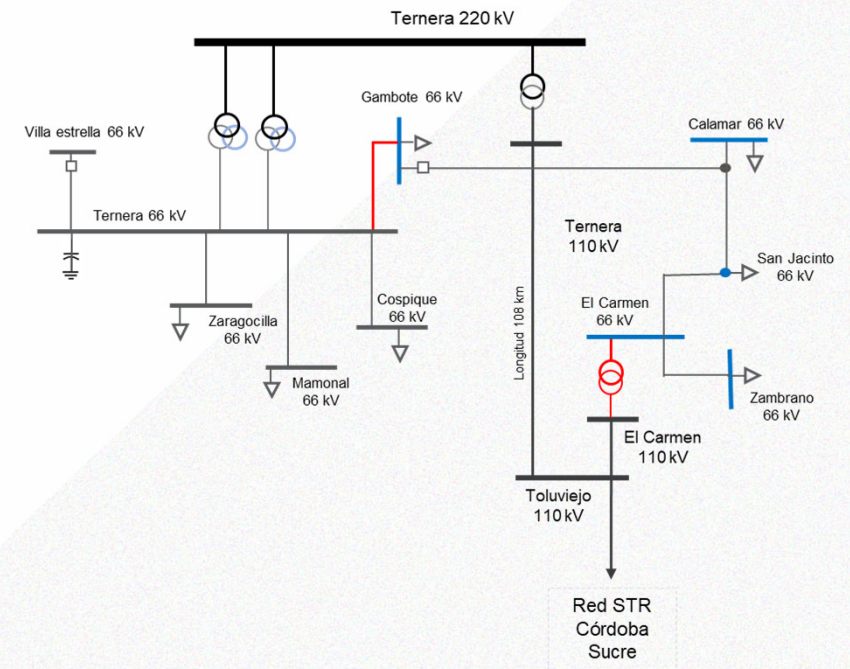 Ternera 220 kV
Gambote 66 kV
Calamar 66 kV
Villa estrella 66 kV
Ternera 66 kV
Ternera
110 kV
San Jacinto
66 kV
Longitud 108 km
Zaragocilla
66 kV
Cospique
66 kV
El Carmen
66 kV
Mamonal
66 kV
Zambrano
66 kV
El Carmen
110 kV
Toluviejo
110 kV
Red STR
Córdoba
Sucre